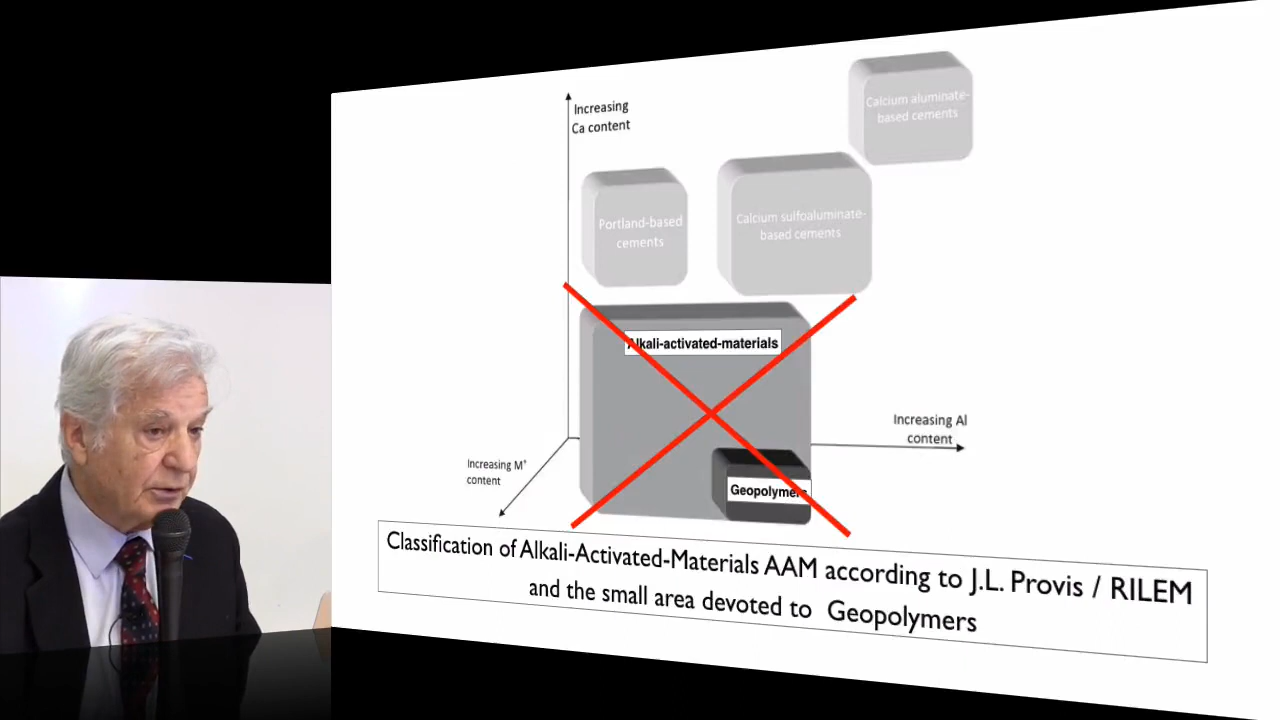 Increasing
Ca content
Calcium aluminate-
based cements
Portland-based
cements
Calcium sulfoaluminate-
based cements
Alkali-activated-materials
Increasing Al
content
Increasing M⁺
content
Geopolymers
Classification of Alkali-Activated-Materials AAM according to J.L. Provis / RILEM
and the small area devoted to Geopolymers